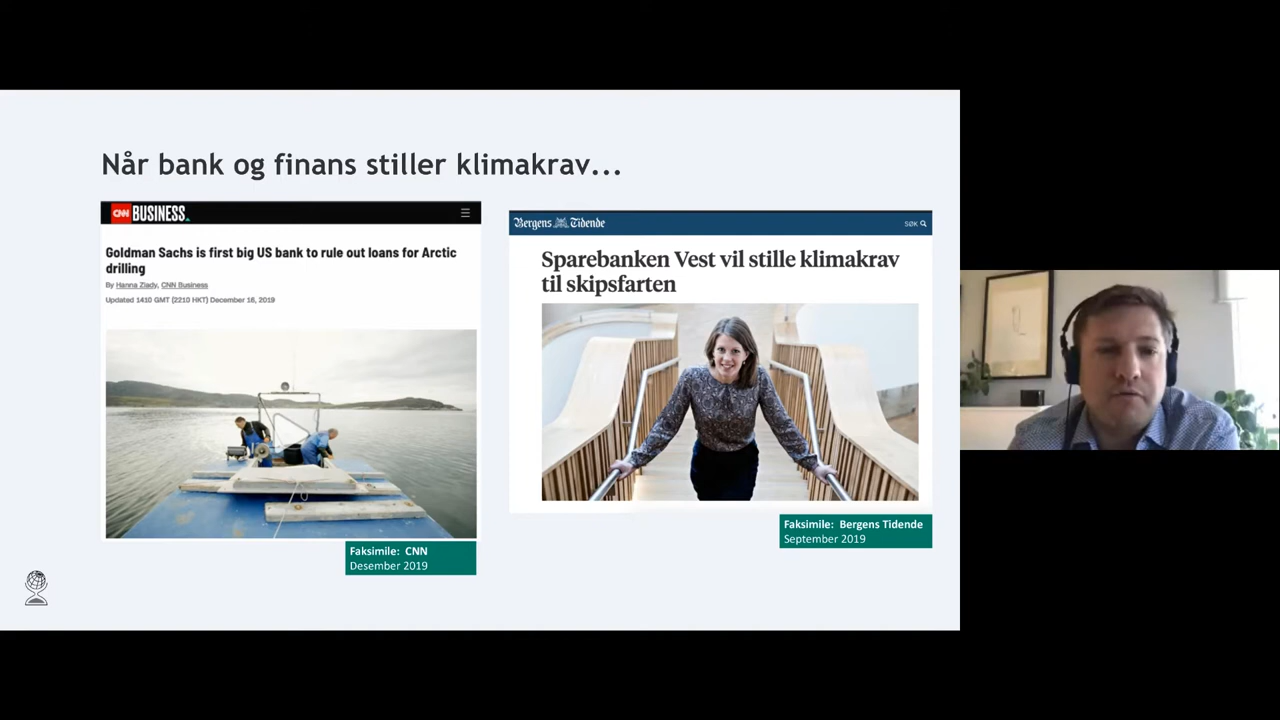 Når bank og finans stiller klimakrav...
CNN BUSINESS
Goldman Sachs is first big US bank to rule out loans for Arctic
drilling
By Hanna Ziady, CNN Business
Updated 1410 GMT (2210 HKT) December 16, 2019
Faksimile: CNN
Desember 2019
Bergens Tidende
SØK
Sparebanken Vest vil stille klimakrav
til skipsfarten
Faksimile: Bergens Tidende
September 2019